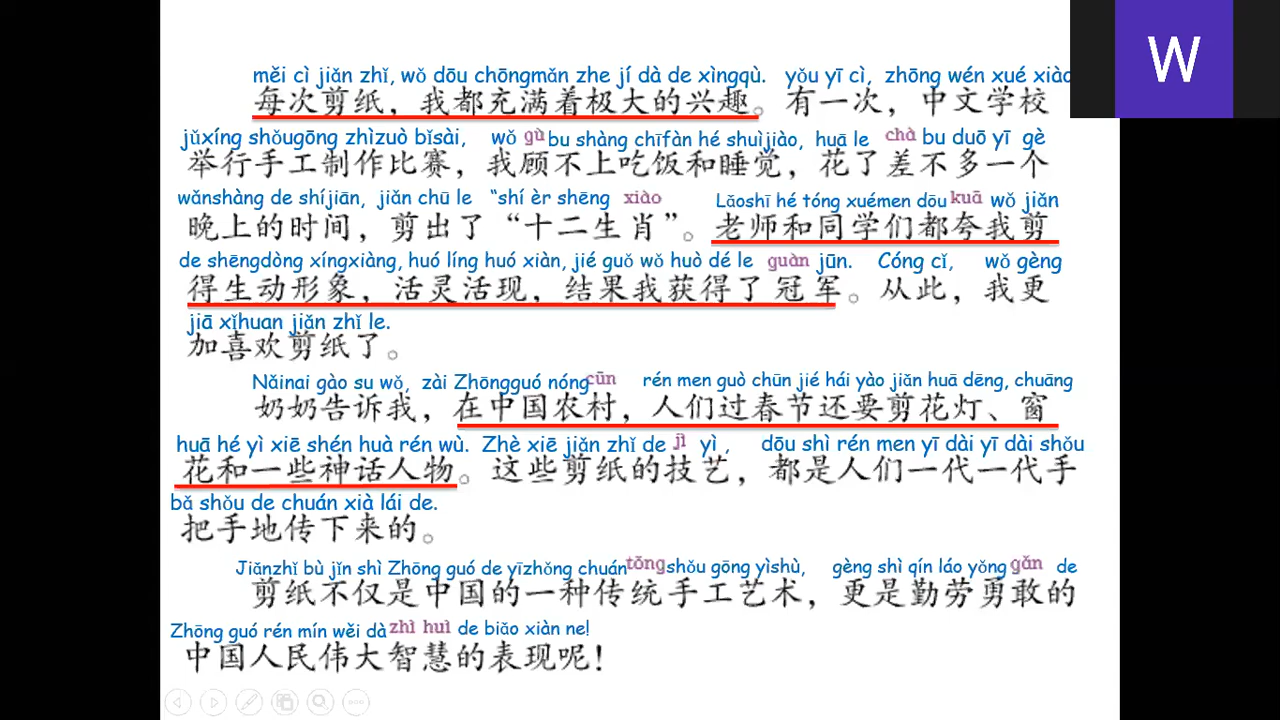 měi cì jiǎn zhǐ, wǒ dōu chōngmǎn zhe jí dà de xìngqù. yǒu yī cì, zhōng wén xué xiào
每次剪纸，我都充满着极大的兴趣。有一次，中文学校
jǔxíng shǒugōng zhìzuò bǐsài, wǒ gù bu shàng chīfàn hé shuìjiào, huā le chà bu duō yī gè
举行手工制作比赛，我顾不上吃饭和睡觉，花了差不多一个
wǎnshàng de shíjiān, jiǎn chū le “shí èr shēng xiào Lǎoshī hé tóng xuémen dōu kuā wǒ jiǎn
晚上的时间，剪出了“十二生肖”。老师和同学们都夸我剪
de shēngdòng xíngxiàng, huó líng huó xiàn, jié guǒ wǒ huò dé le guàn jūn. Cóng cǐ, wǒ gèng
得生动形象，活灵活现，结果我获得了冠军。从此，我更
jiā xǐhuan jiǎn zhǐ le.
加喜欢剪纸了。
Nǎinai gào su wǒ, zài Zhōngguó nóng cūn rén men guò chūn jié hái yào jiǎn huā dēng, chuāng
奶奶告诉我，在中国农村，人们过春节还要剪花灯、窗
huā hé yì xiē shén huà rén wù. Zhè xiē jiǎn zhǐ de jì yì , dōu shì rén men yī dài yī dài shǒu
花和一些神话人物。这些剪纸的技艺，都是人们一代一代手
bǎ shǒu de chuán xià lái de.
把手地传下来的。
Jiǎnzhǐ bù jǐn shì Zhōng guó de yīzhǒng chuán tǒng shǒu gōng yìshù, gèng shì qín láo yǒng gǎn de
剪纸不仅是中国的一种传统手工艺术，更是勤劳勇敢的
Zhōng guó rén mín wěi dà zhì huì de biǎo xiàn ne!
中国人民伟大智慧的表现呢！
W